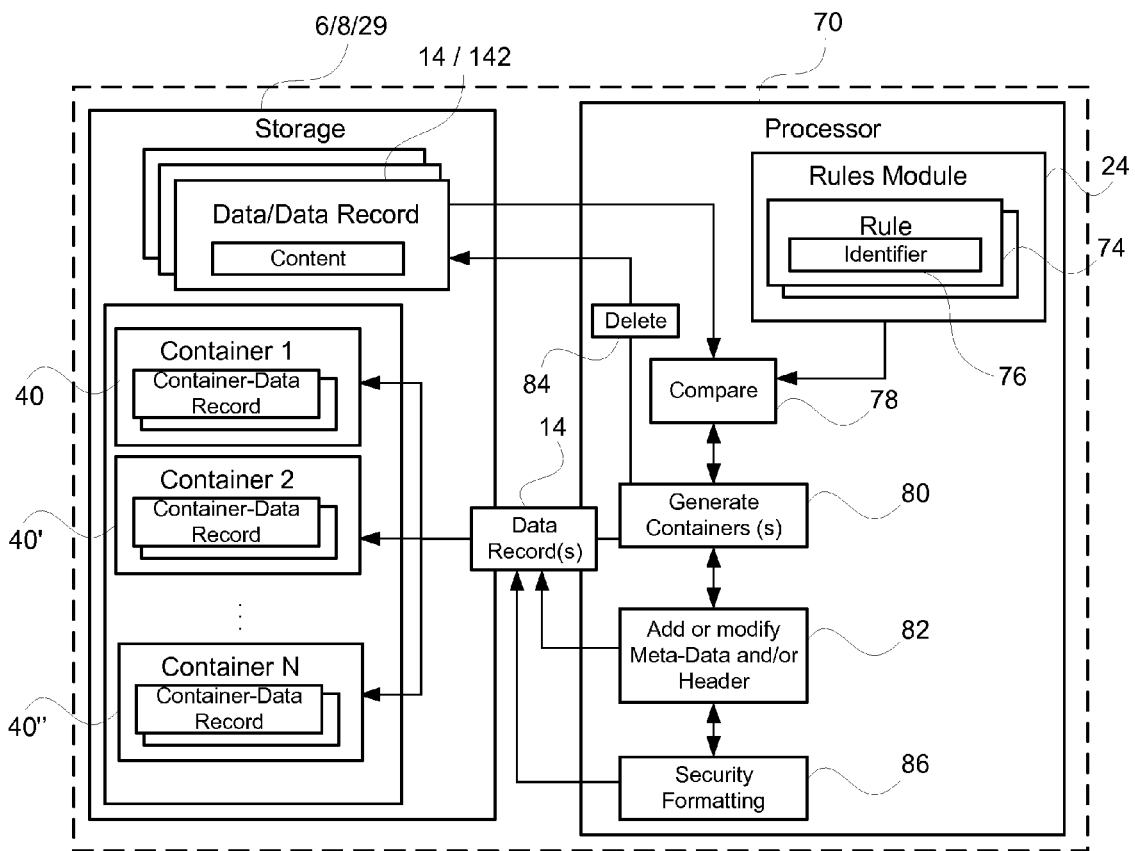 6/8/29
70
14 / 142
Storage
Processor
24
Rules Module
Data/Data Record
Rule
Content
Identifier
74
Delete
Container 1
84
76
40
Container-Data
Record
Compare
78
14
Container 2
Generate
Containers (s)
80
40'
Container-Data
Record
Data
Record(s)
Add or modify
Meta-Data and/or
Header
82
Container N
40"
Container-Data
Record
Security
Formatting
86